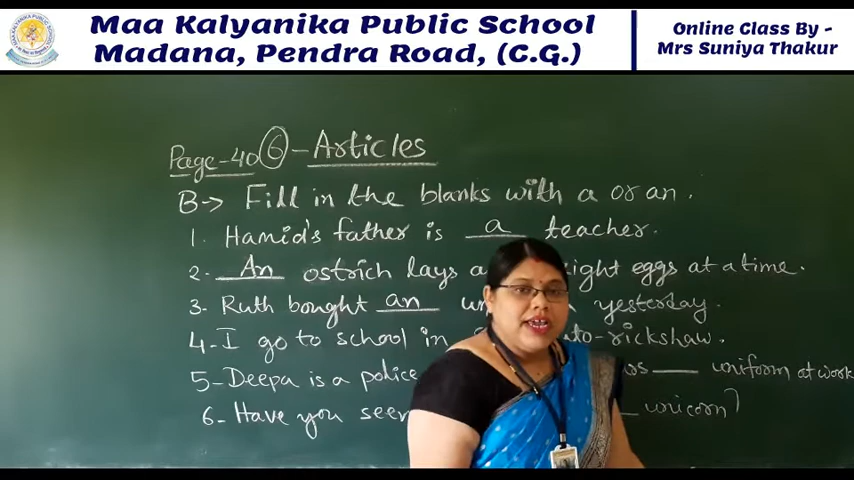 Maa Kalyanika Public School
Madana, Pendra Road, (C.G.)
Online Class By -
Mrs Suniya Thakur
Page-40 6 - Articles
B→ Fill in the blanks with a or an.
1. Hamid's father is a teacher.
2. An ostrich lays eight eggs at a time.
3. Ruth bought an yesterday.
4. I go to school in rickshaw.
5- Deepa is a police ___ uniform at work
6- Have you seen ___ unicorn?